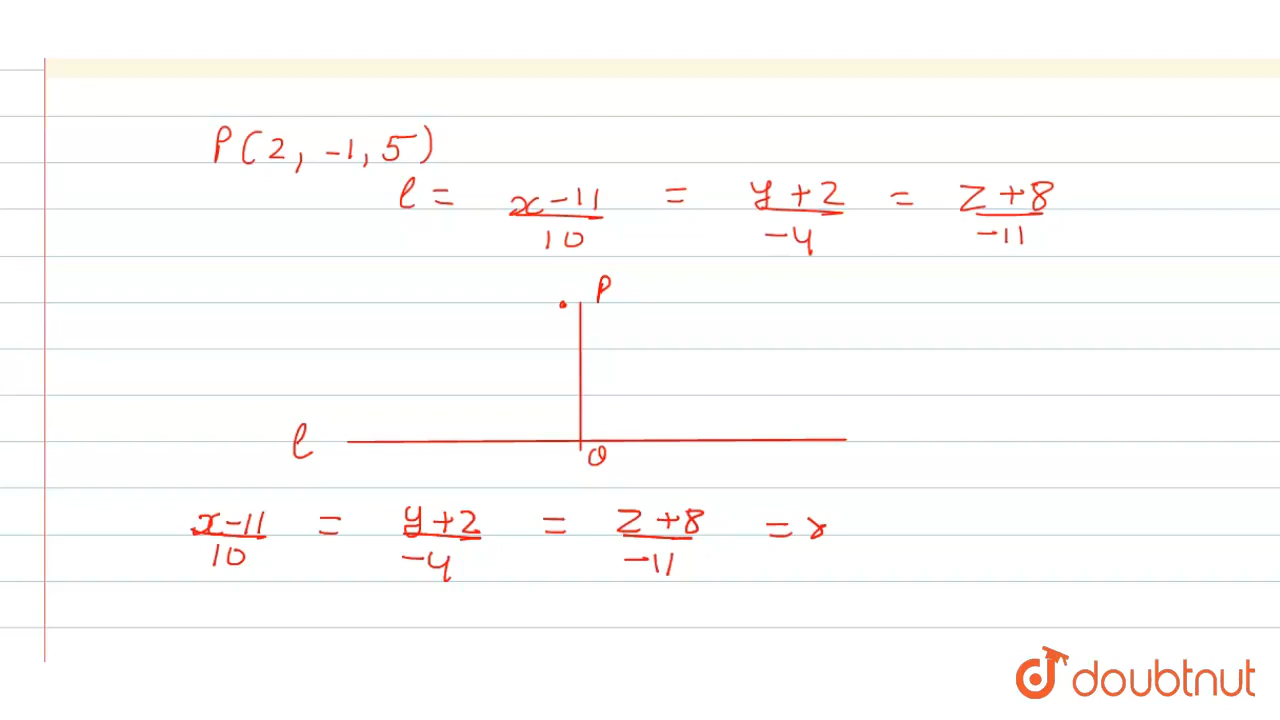 P(2, -1, 5)
l = x-11/10 = y+2/-4 = z+8/-11
P
l
O
x-11/10 = y+2/-4 = z+8/-11 = r
doubtnut